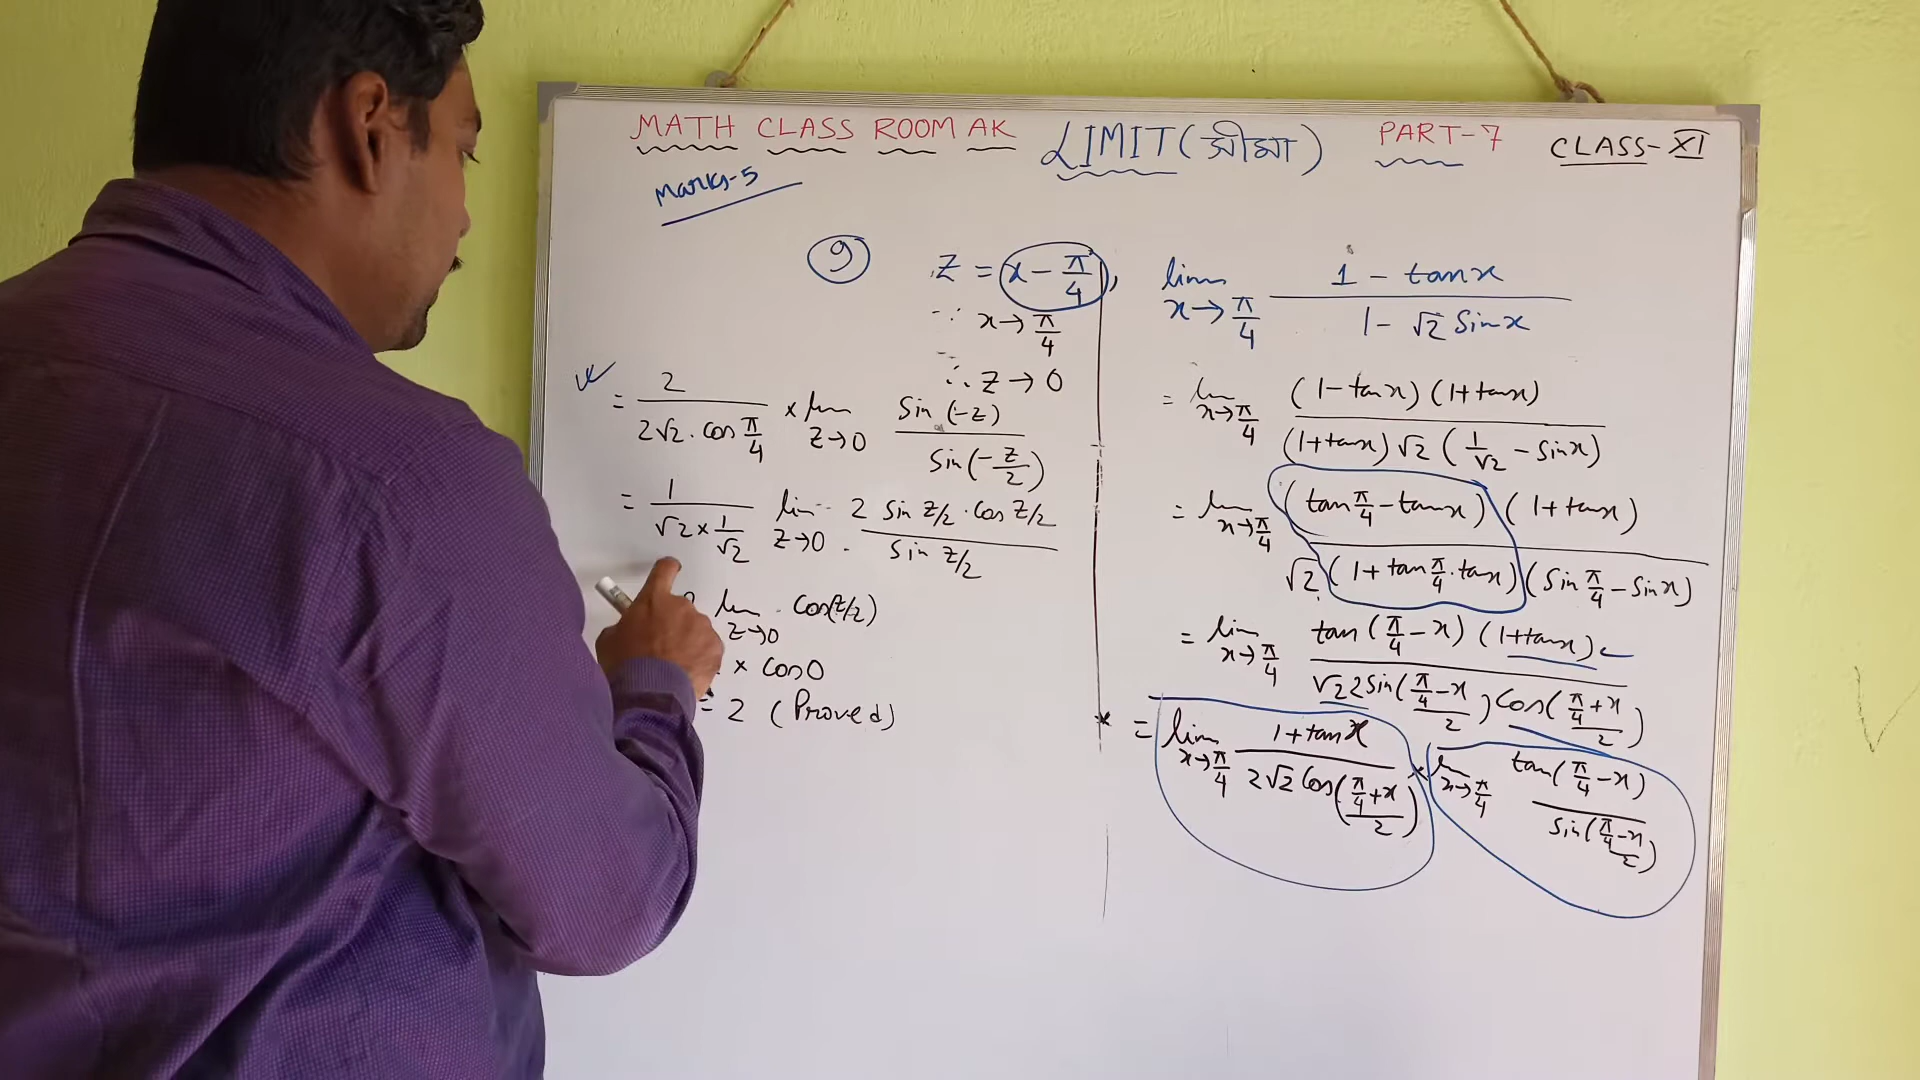 MATH CLASS ROOM AK LIMIT (সীমা) PART-7 CLASS-XI
Marks-5
9 z = x - π/4, lim x→π/4 (1 - tanx)/(1 - √2 Sinx)
∵ x→π/4
∴ z→0
= lim x→π/4 (1-tanx)(1+tanx)/((1+tanx)√2(1/√2 - Sinx))
= lim x→π/4 (tanπ/4-tanx)(1+tanx)/(√2(1+tanπ/4.tanx)(Sinπ/4-Sinx))
= lim x→π/4 tan(π/4-x)(1+tanx)/(√2 2Sin((π/4-x)/2)Cos((π/4+x)/2))
* = lim x→π/4 (1+tanx)/(2√2 Cos((π/4+x)/2)) × lim x→π/4 tan(π/4-x)/Sin((π/4-x)/2)
= 2/(2√2.cosπ/4) × lim z→0 Sin(-z)/Sin(-z/2)
= 1/(√2×1/√2) lim z→0 . 2 Sin z/2 . Cos z/2 / Sin z/2
lim z→0 . Cos(z/2)
× Cos0
= 2 (Proved)